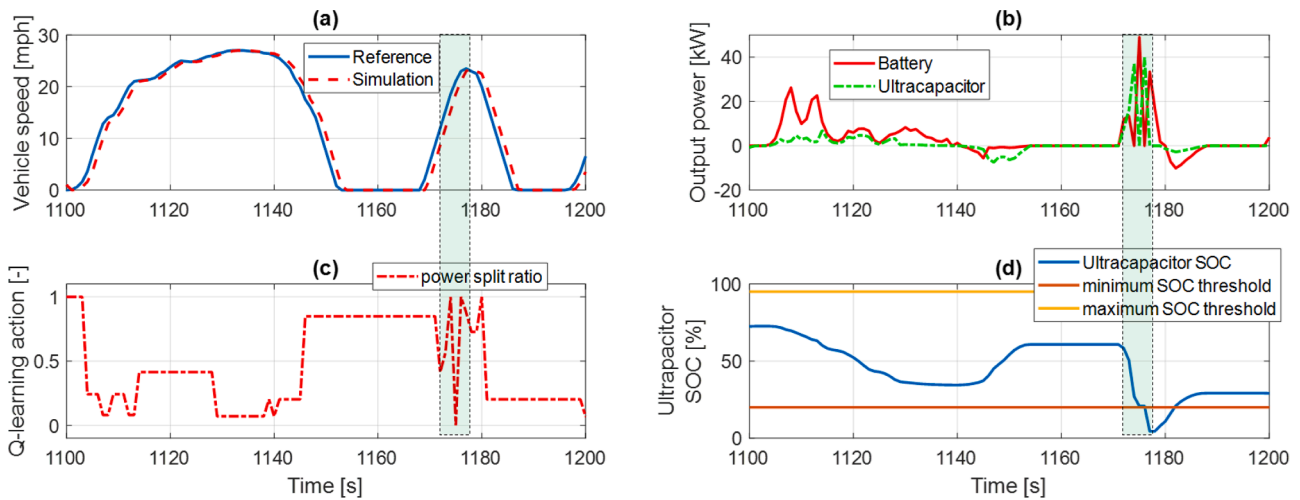 (a)
Vehicle speed [mph]
30
20
10
0
Reference
Simulation
1100
1120
1140
1160
1180
1200
(b)
Output power [kW]
40
20
0
-20
Battery
Ultracapacitor
1100
1120
1140
1160
1180
1200
(c)
Q-learning action [-]
1
0.5
0
power split ratio
1100
1120
1140
1160
1180
1200
Time [s]
(d)
Ultrapacitor
SOC [%]
100
50
0
Ultracapacitor SOC
minimum SOC threshold
maximum SOC threshold
1100
1120
1140
1160
1180
1200
Time [s]